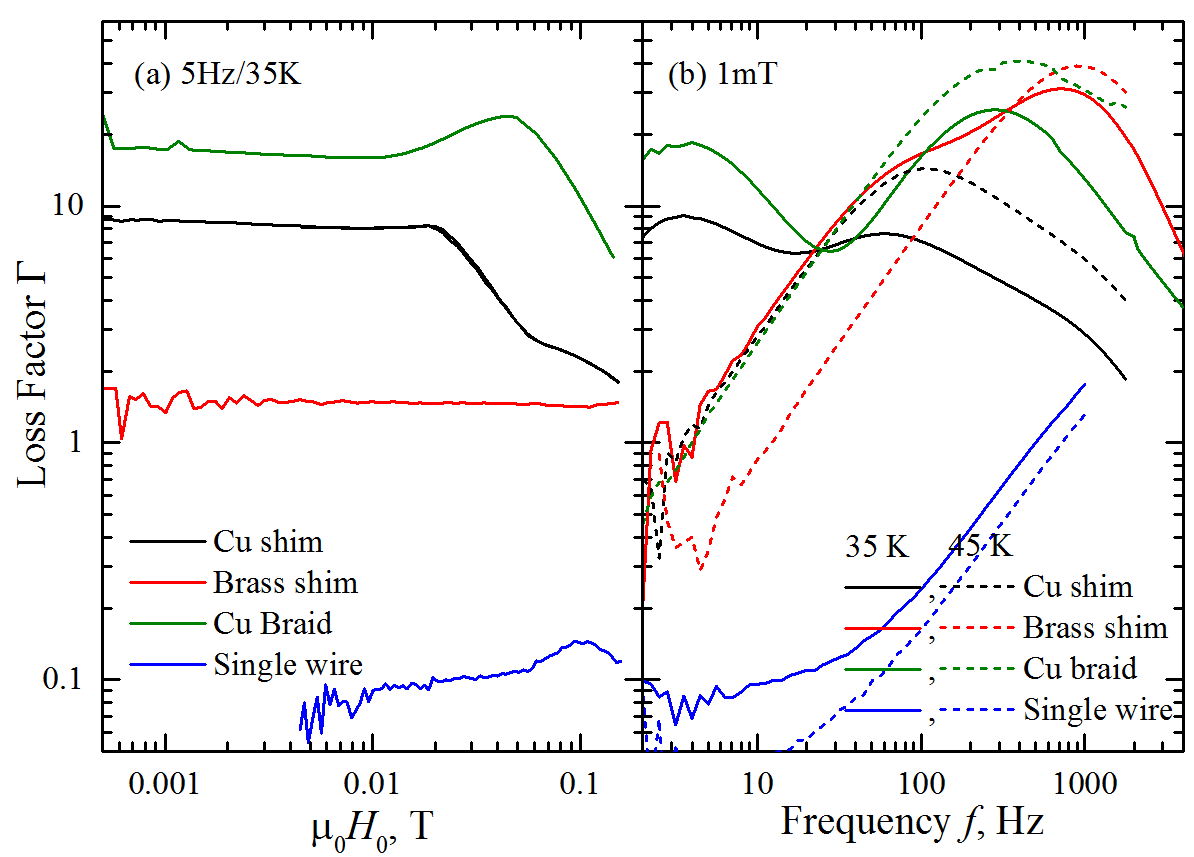 (a) 5Hz/35K
(b) 1mT
Loss Factor Γ
10
1
0.1
Cu shim
Brass shim
Cu Braid
Single wire
35 K 45 K
, Cu shim
, Brass shim
, Cu braid
, Single wire
0.001 0.01 0.1
10 100 1000
μ0H0, T
Frequency f, Hz